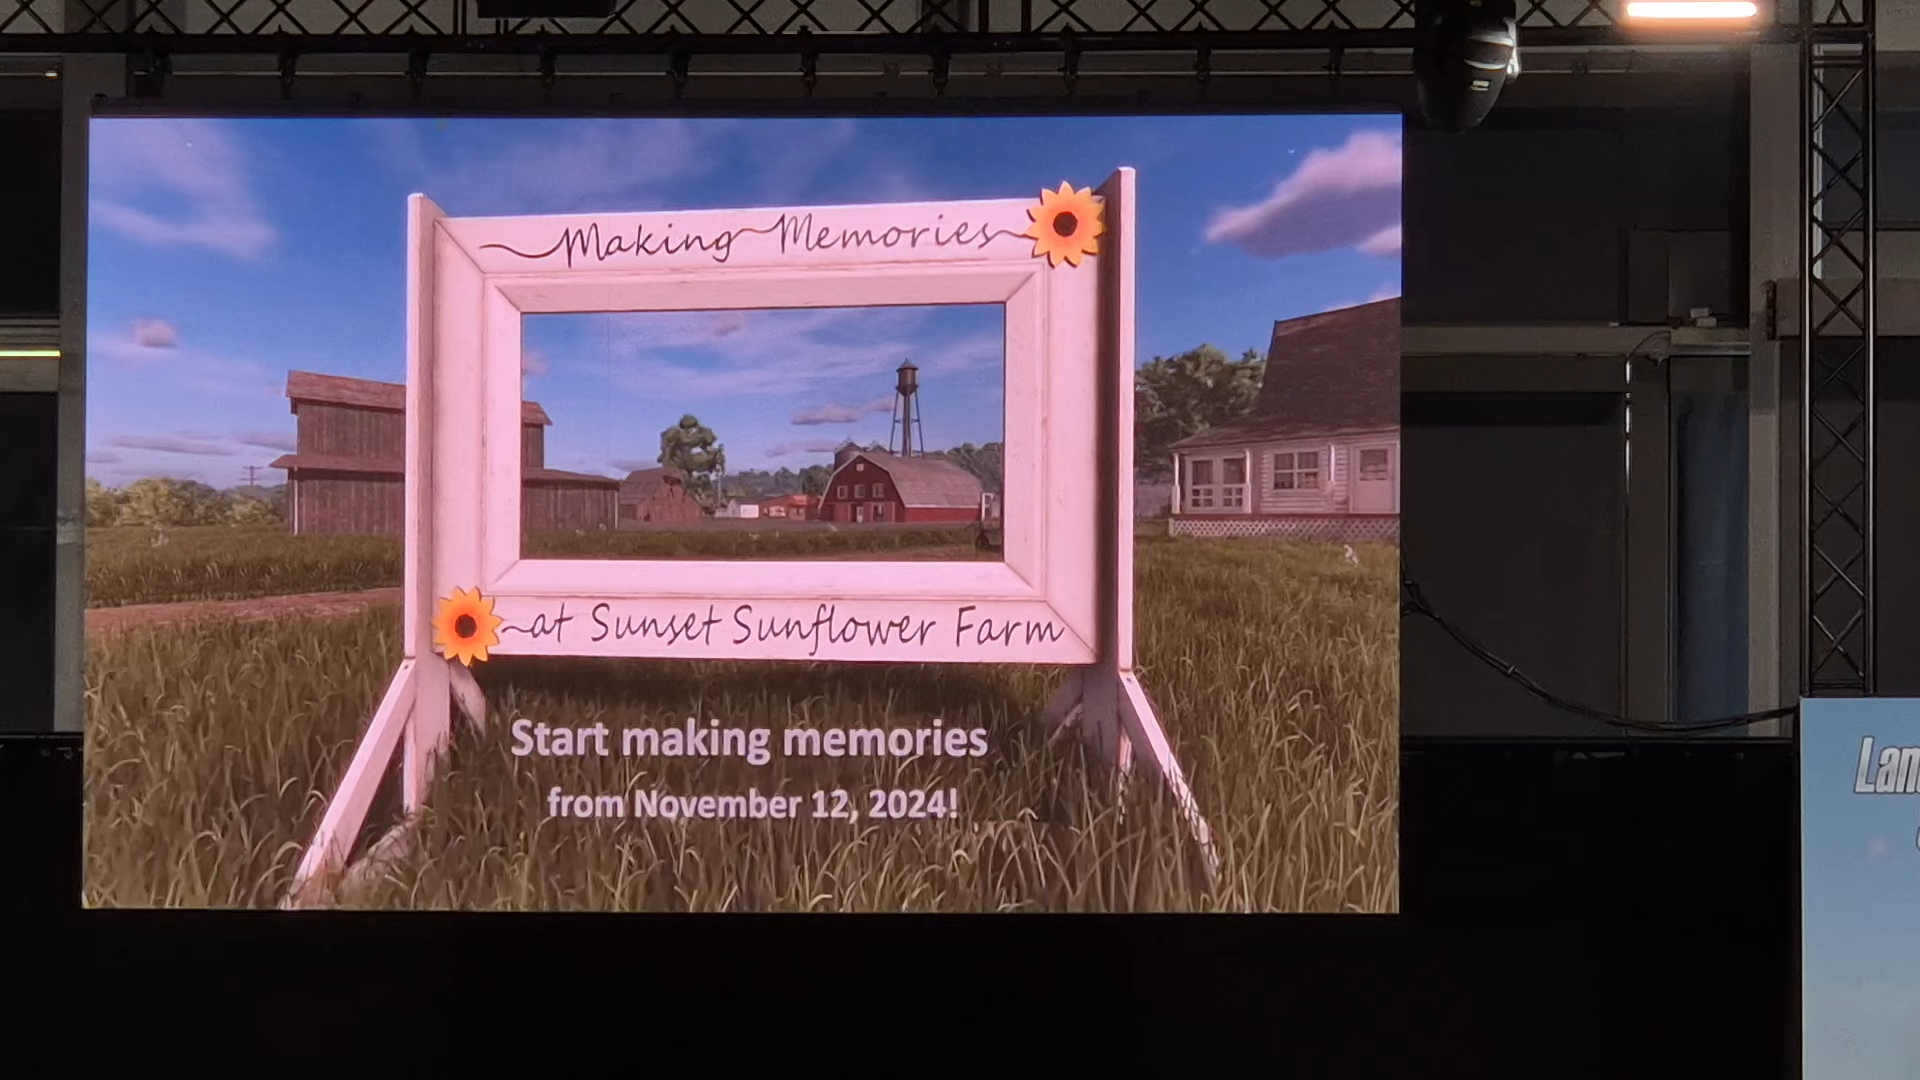 Making Memories
at Sunset Sunflower Farm
Start making memories
from November 12, 2024!